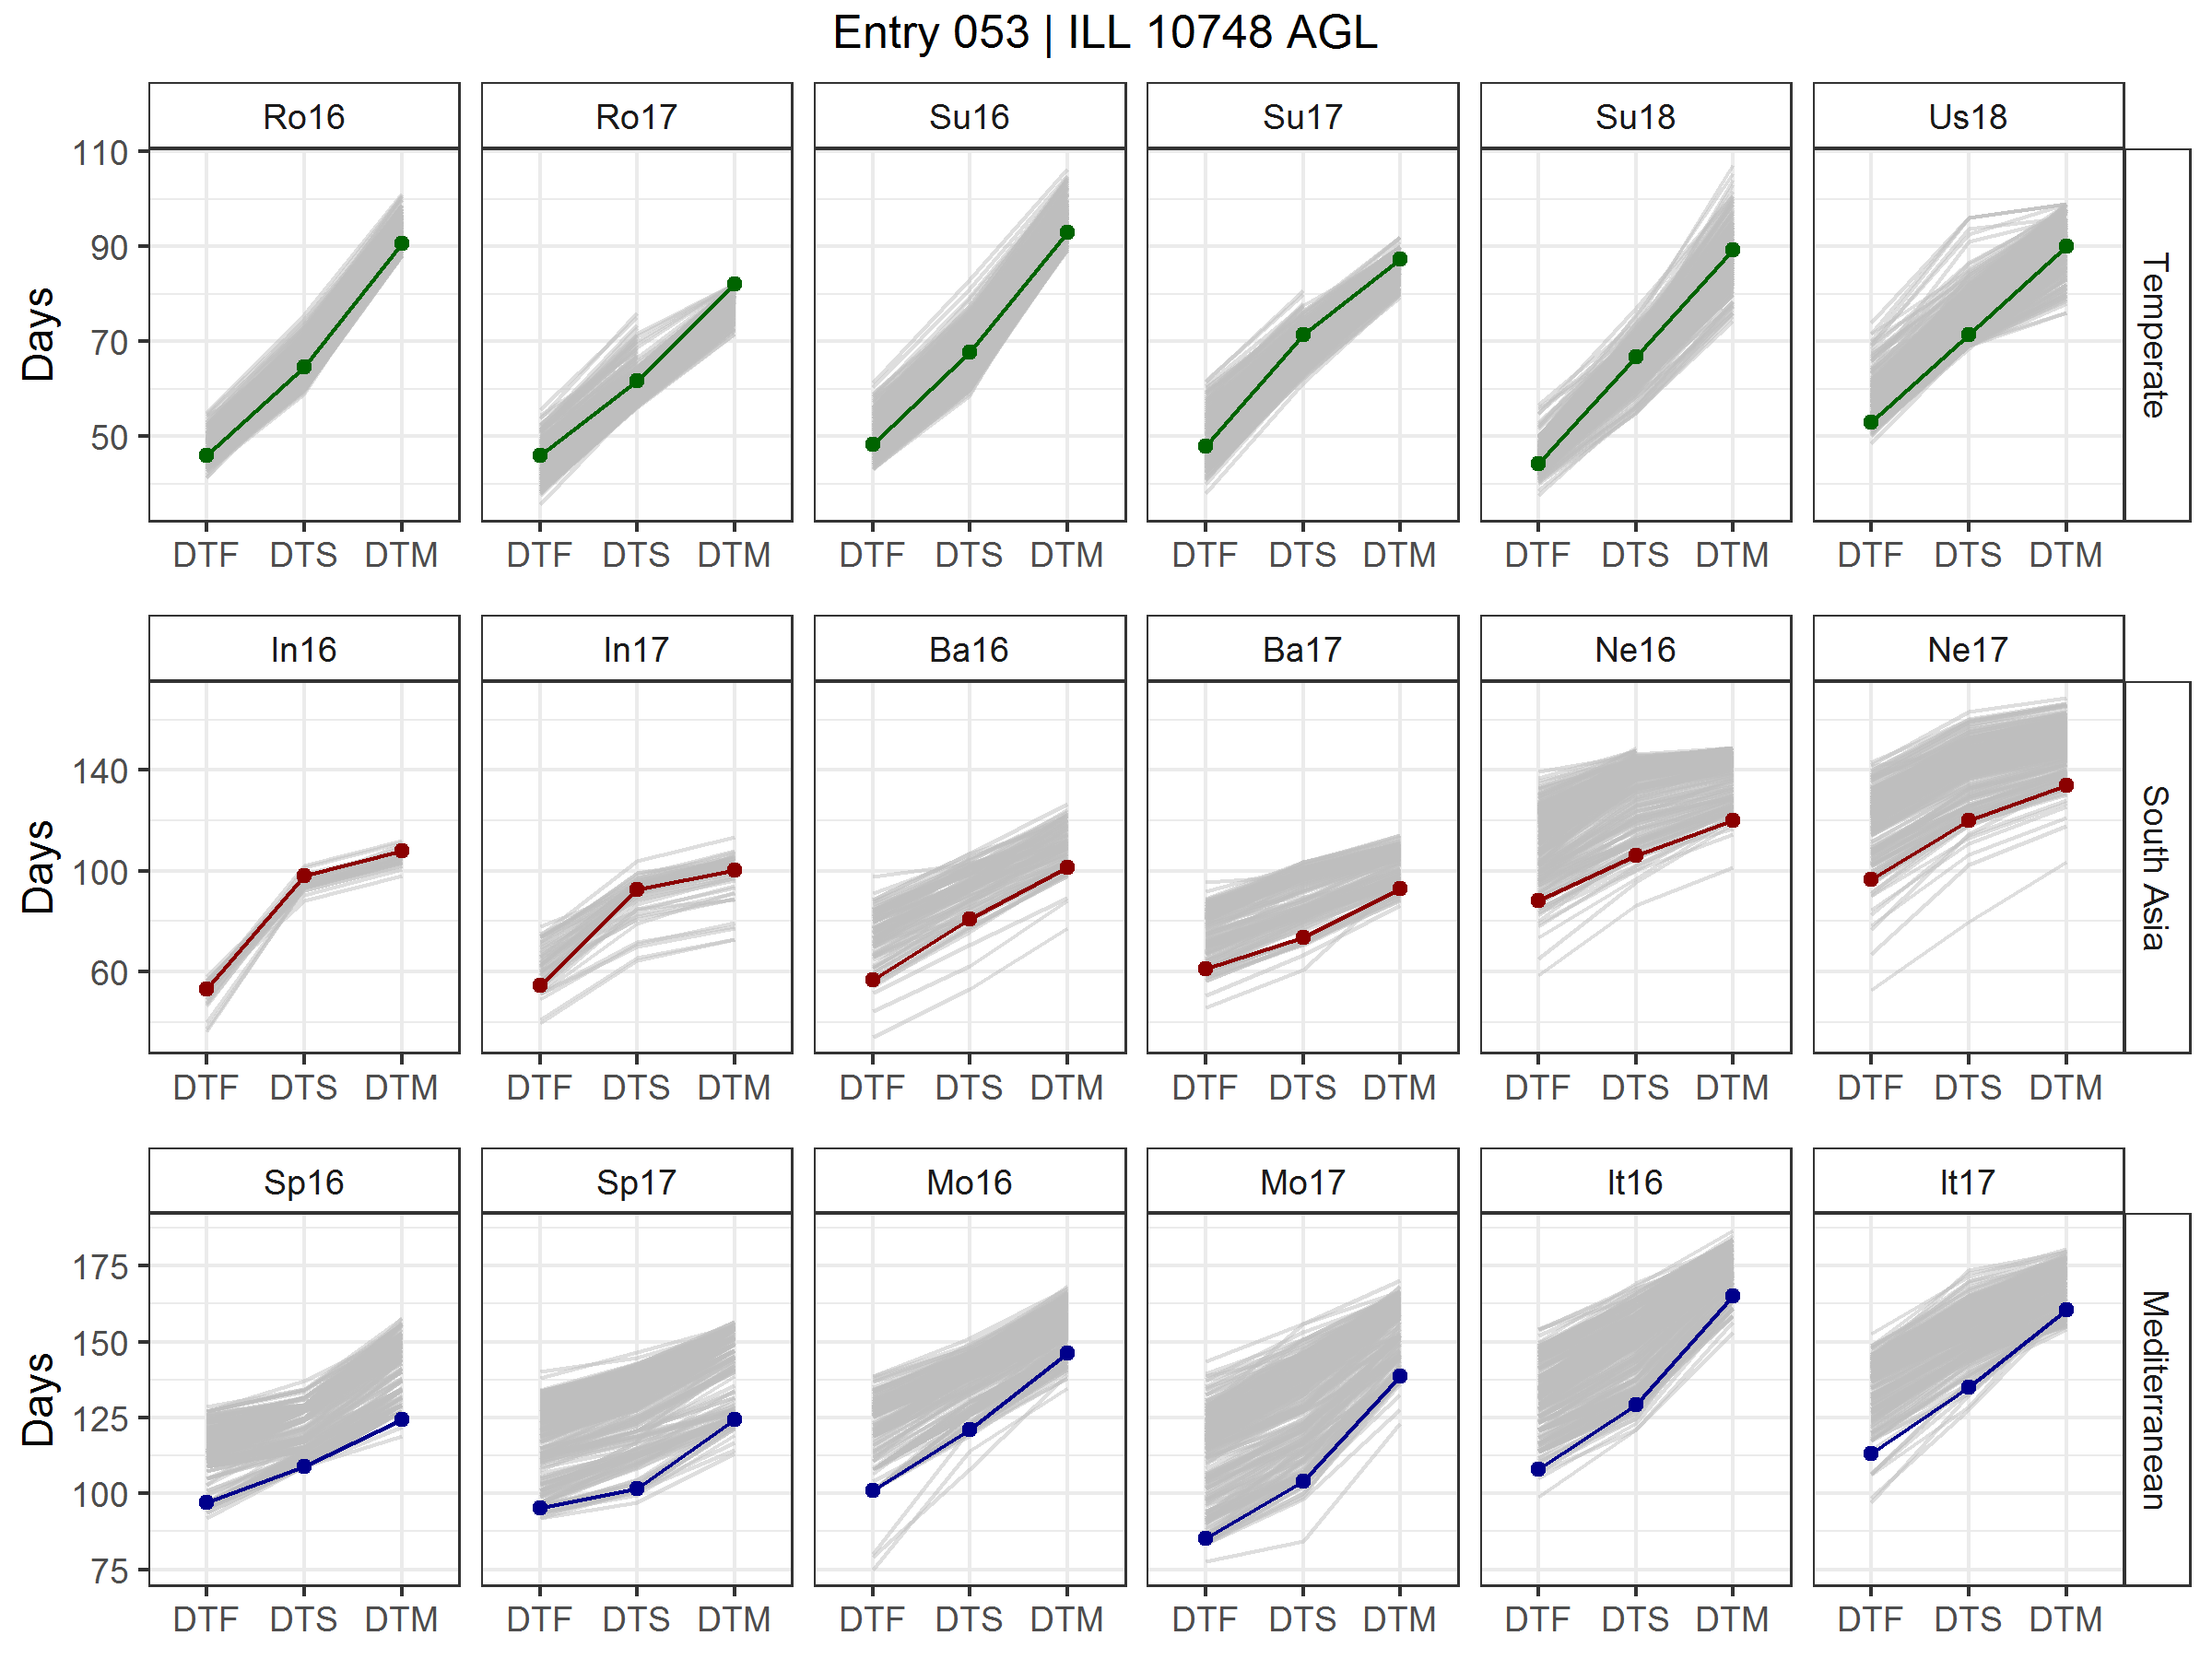 Entry 053 | ILL 10748 AGL
Ro16 Ro17 Su16 Su17 Su18 Us18
Days
110
90
70
50
Temperate
DTF DTS DTM DTF DTS DTM DTF DTS DTM DTF DTS DTM DTF DTS DTM DTF DTS DTM
In16 In17 Ba16 Ba17 Ne16 Ne17
Days
140
100
60
South Asia
DTF DTS DTM DTF DTS DTM DTF DTS DTM DTF DTS DTM DTF DTS DTM DTF DTS DTM
Sp16 Sp17 Mo16 Mo17 It16 It17
Days
175
150
125
100
75
Mediterranean
DTF DTS DTM DTF DTS DTM DTF DTS DTM DTF DTS DTM DTF DTS DTM DTF DTS DTM